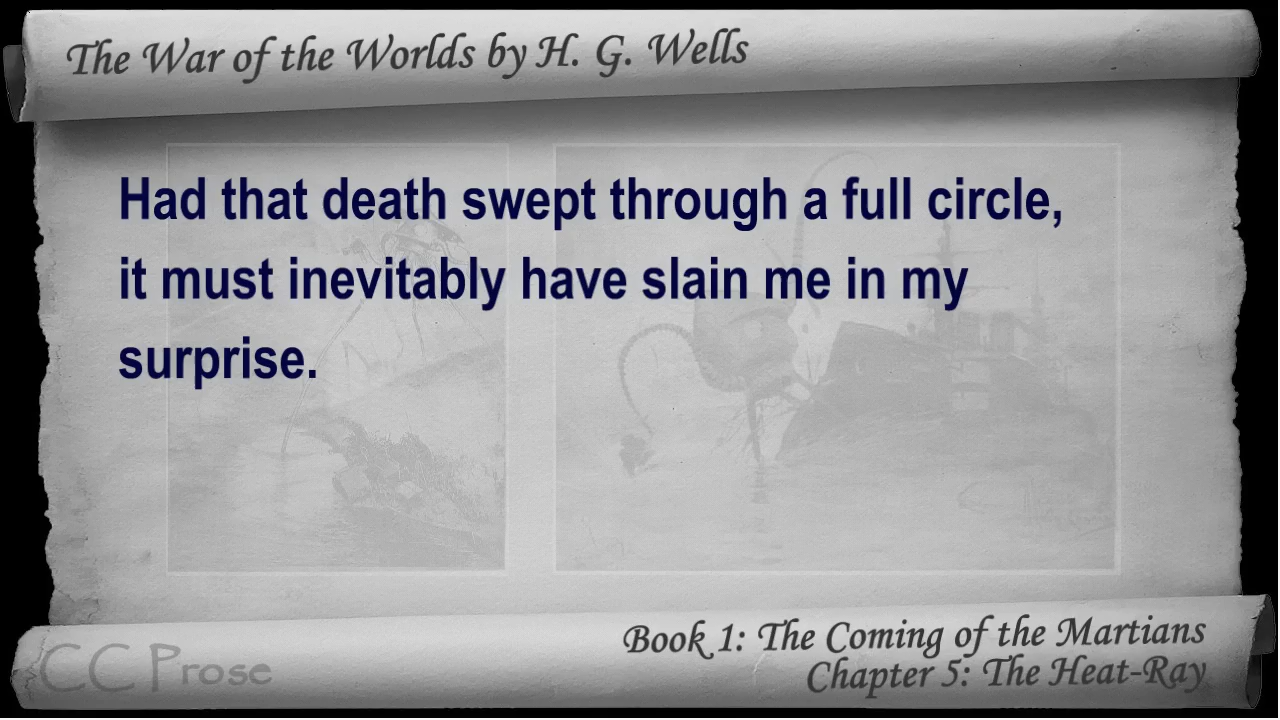 The War of the Worlds by H. G. Wells
Had that death swept through a full circle,
it must inevitably have slain me in my
surprise.
Book 1: The Coming of the Martians
Chapter 5: The Heat-Ray
CC Prose